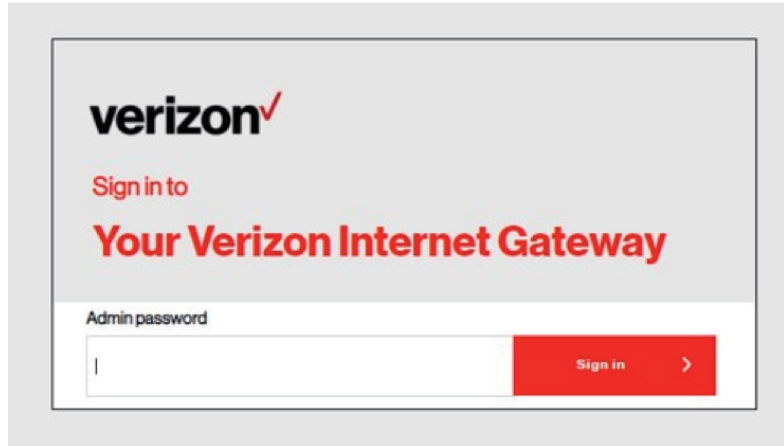 verizon
Sign in to
Your Verizon Internet Gateway
Admin password
Sign in